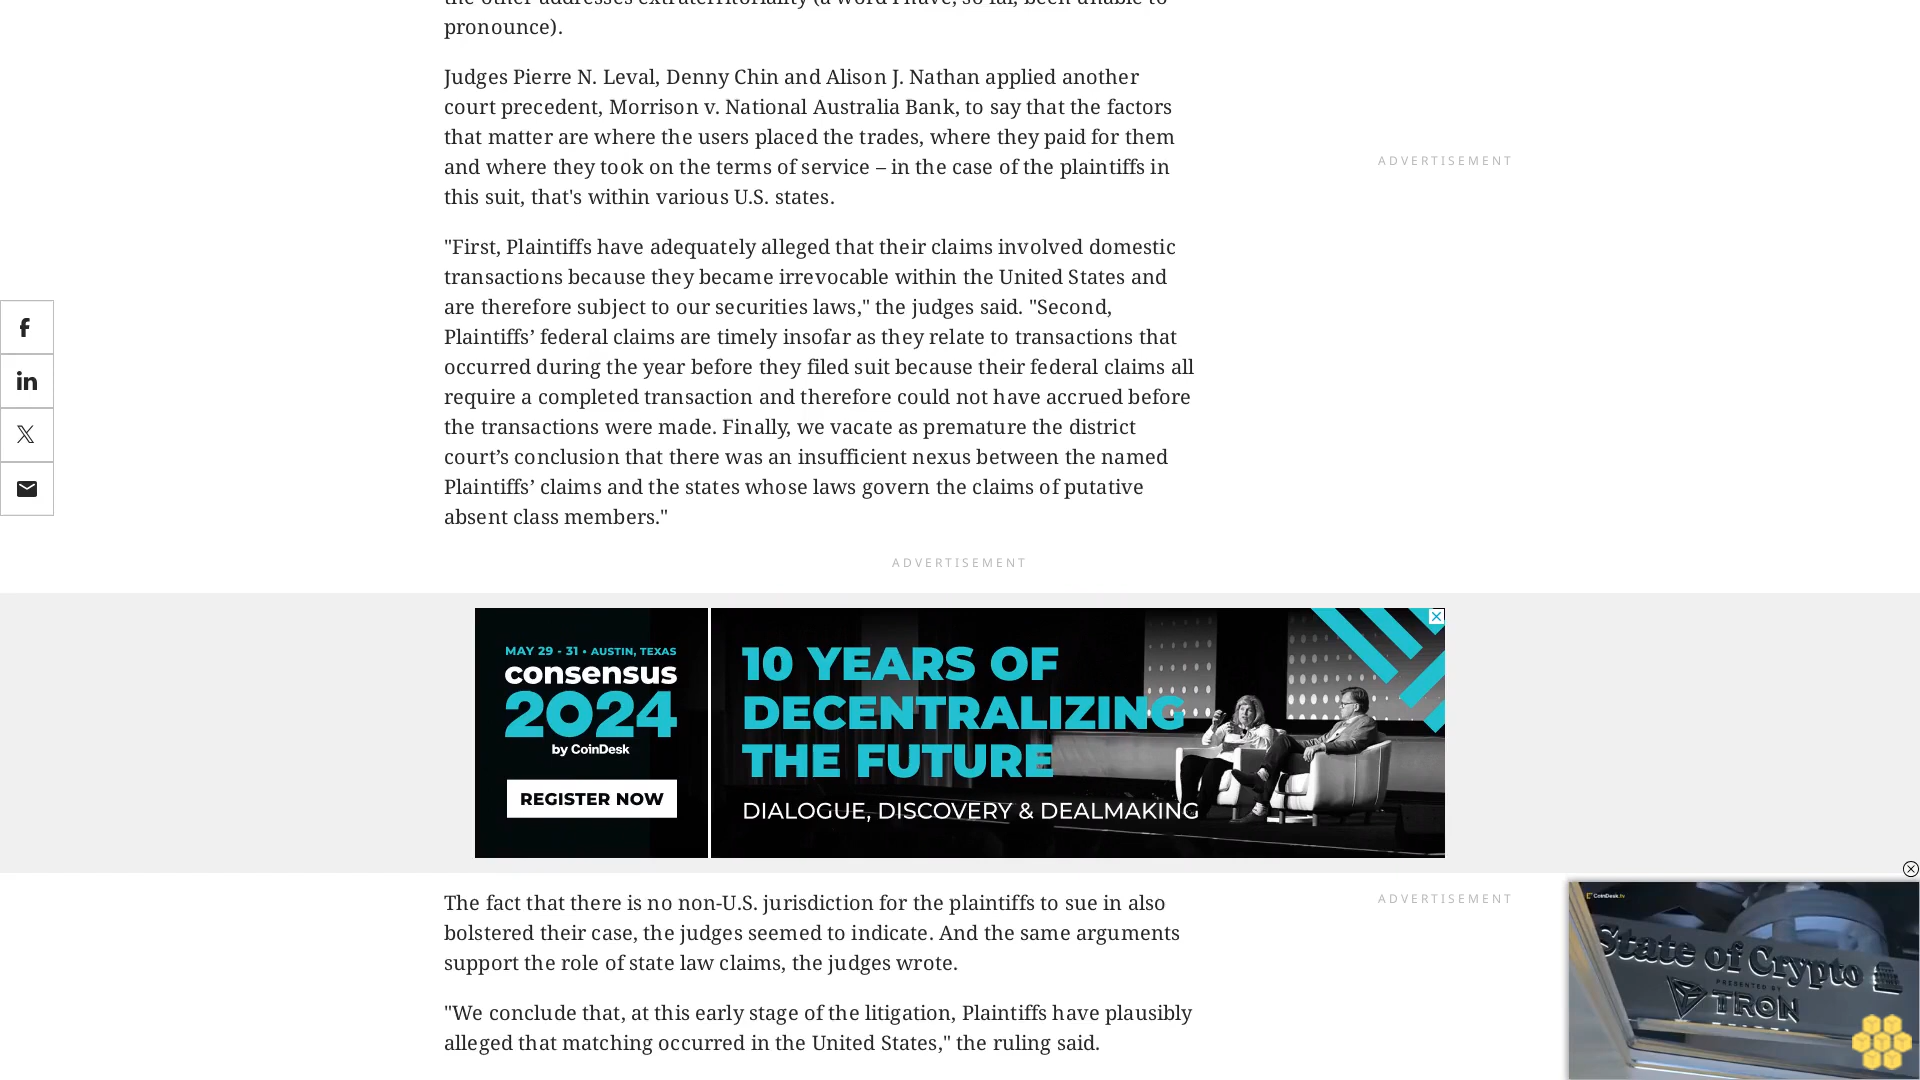 pronounce).
Judges Pierre N. Leval, Denny Chin and Alison J. Nathan applied another
court precedent, Morrison v. National Australia Bank, to say that the factors
that matter are where the users placed the trades, where they paid for them
and where they took on the terms of service – in the case of the plaintiffs in
this suit, that's within various U.S. states.
ADVERTISEMENT
"First, Plaintiffs have adequately alleged that their claims involved domestic
transactions because they became irrevocable within the United States and
are therefore subject to our securities laws," the judges said. "Second,
Plaintiffs’ federal claims are timely insofar as they relate to transactions that
occurred during the year before they filed suit because their federal claims all
require a completed transaction and therefore could not have accrued before
the transactions were made. Finally, we vacate as premature the district
court’s conclusion that there was an insufficient nexus between the named
Plaintiffs’ claims and the states whose laws govern the claims of putative
absent class members."
ADVERTISEMENT
MAY 29 - 31 • AUSTIN, TEXAS
consensus
2024
by CoinDesk
REGISTER NOW
10 YEARS OF
DECENTRALIZING
THE FUTURE
DIALOGUE, DISCOVERY & DEALMAKING
The fact that there is no non-U.S. jurisdiction for the plaintiffs to sue in also
bolstered their case, the judges seemed to indicate. And the same arguments
support the role of state law claims, the judges wrote.
"We conclude that, at this early stage of the litigation, Plaintiffs have plausibly
alleged that matching occurred in the United States," the ruling said.
ADVERTISEMENT
CoinDesk.tv
State of Crypto
PRESENTED BY
TRON